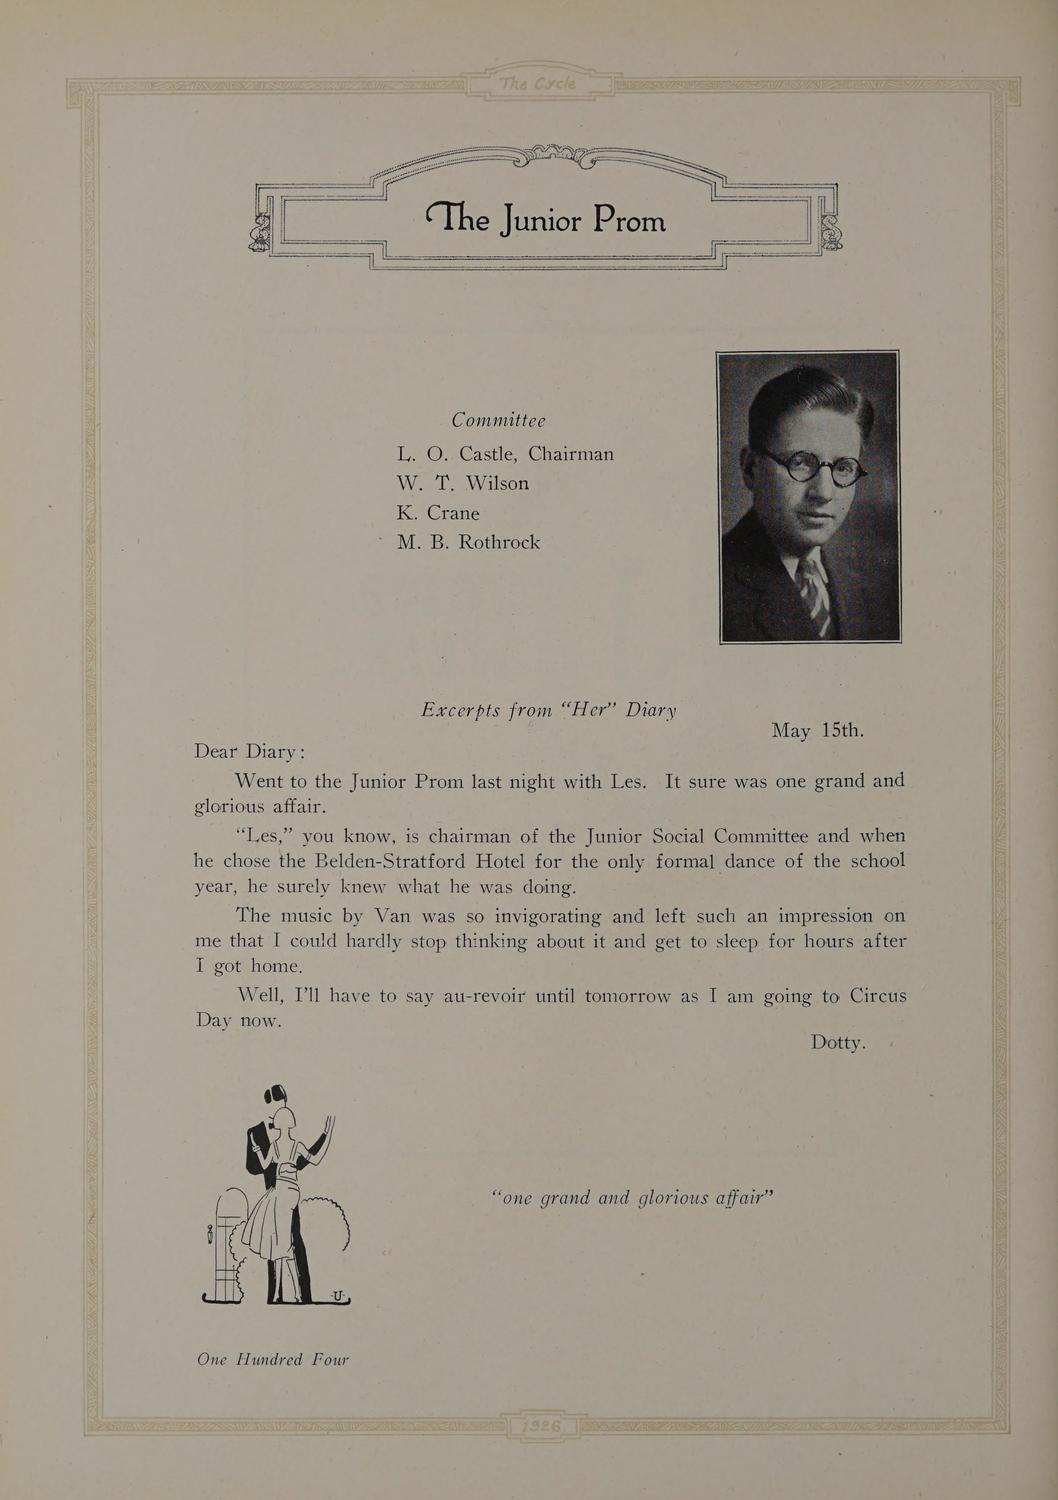 The Cycle
The Junior Prom
Committee
L. O. Castle, Chairman
W. T. Wilson
K. Crane
M. B. Rothrock
Excerpts from “Her” Diary
May 15th.
Dear Diary:
Went to the Junior Prom last night with Les. It sure was one grand and
glorious affair.
“Les,” you know, is chairman of the Junior Social Committee and when
he chose the Belden-Stratford Hotel for the only formal dance of the school
year, he surely knew what he was doing.
The music by Van was so invigorating and left such an impression on
me that I could hardly stop thinking about it and get to sleep for hours after
I got home.
Well, I’ll have to say au-revoir until tomorrow as I am going to Circus
Day now.
Dotty.
“one grand and glorious affair”
·U·
One Hundred Four
1926